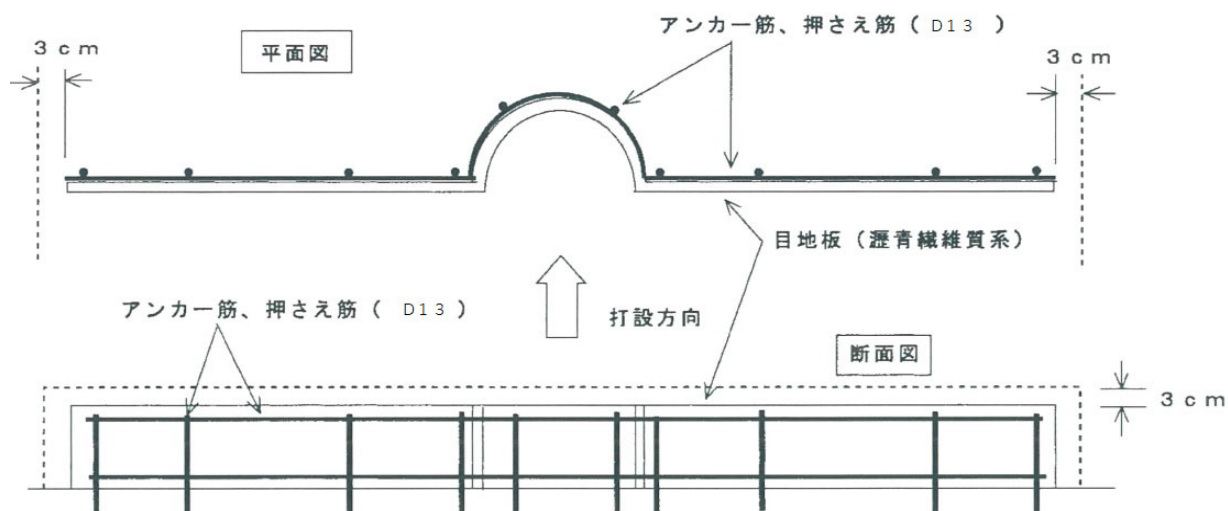 アンカー筋、押さえ筋( D13 )
3cm
平面図
3cm
目地板(瀝青繊維質系)
アンカー筋、押さえ筋( D13 )
打設方向
断面図
3cm